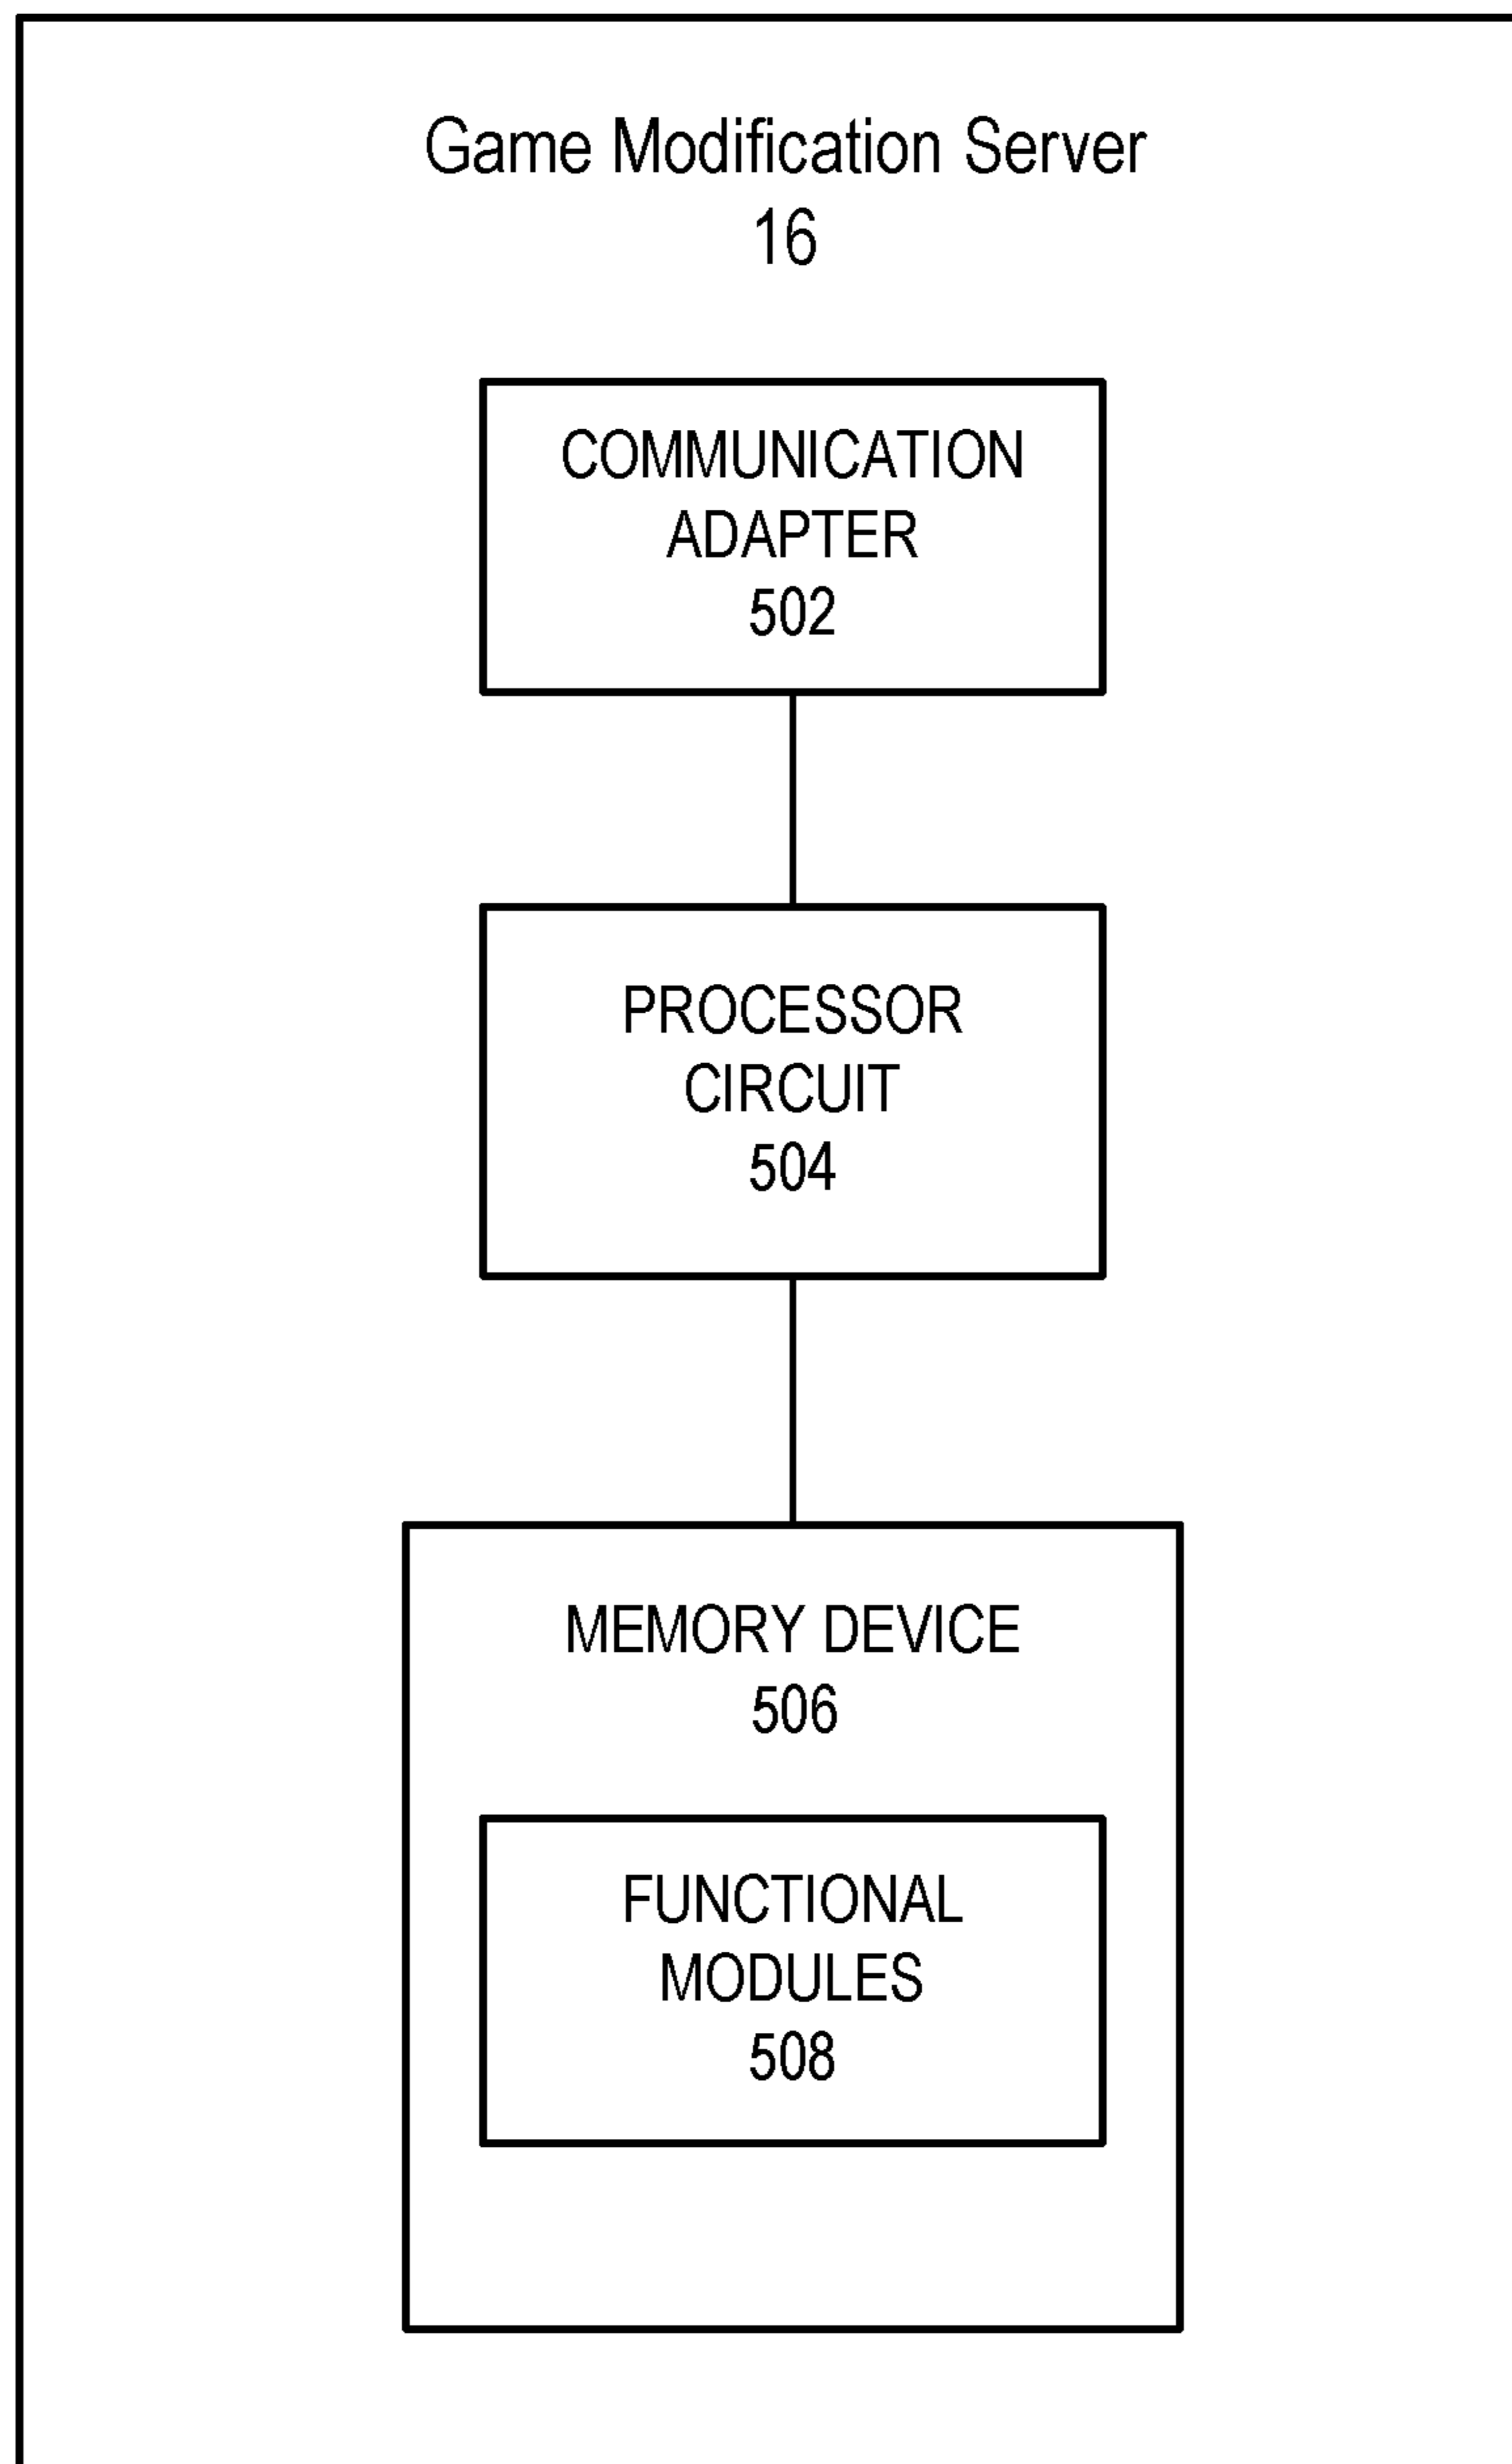 Game Modification Server
16
COMMUNICATION
ADAPTER
502
PROCESSOR
CIRCUIT
504
MEMORY DEVICE
506
FUNCTIONAL
MODULES
508